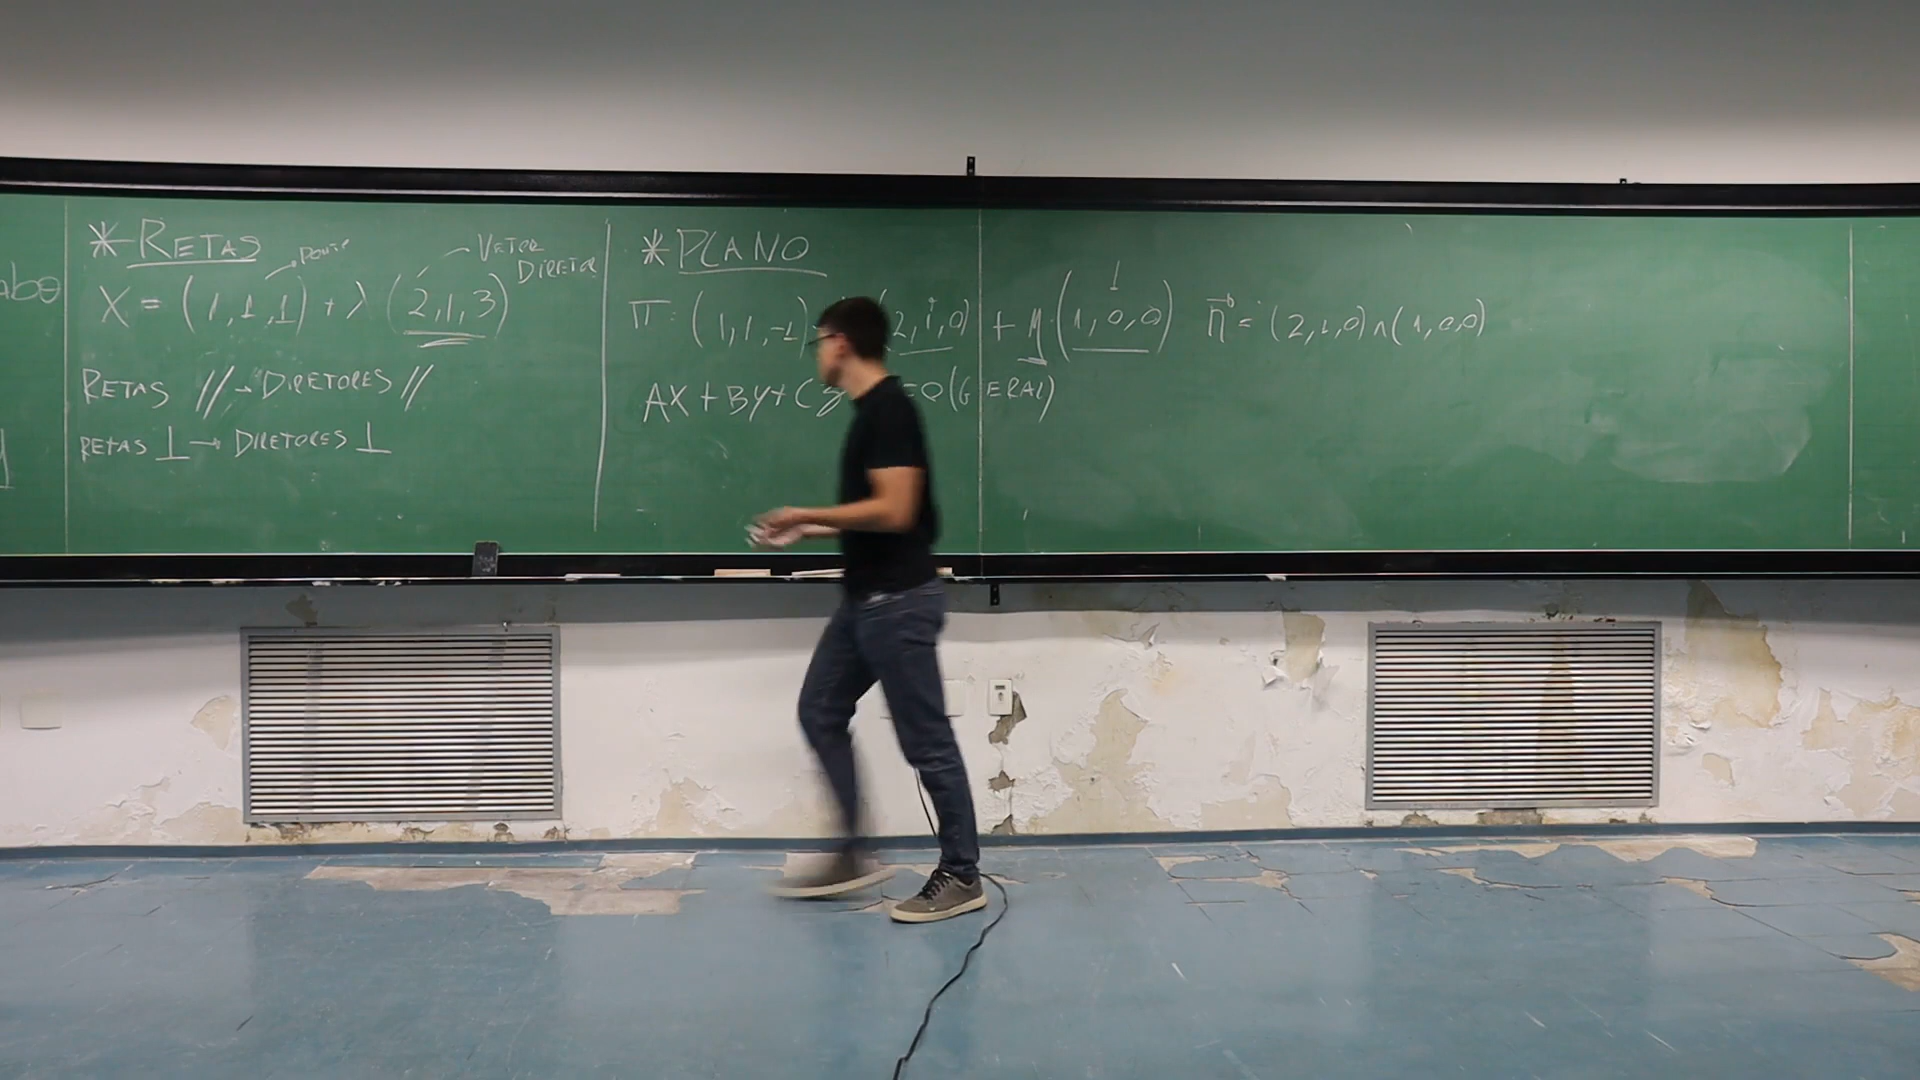 * RETAS
ponto
VETOR
DIRETOR
X = (1,1,1) + λ (2,1,3)
RETAS // → DIRETORES //
RETAS ⊥ → DIRETORES ⊥
* PLANO
π: (1,1,-1) (2,1,0) + μ·(1,0,0) n⃗ = (2,1,0)∧(1,0,0)
AX + BY + CZ =0 (GERAL)